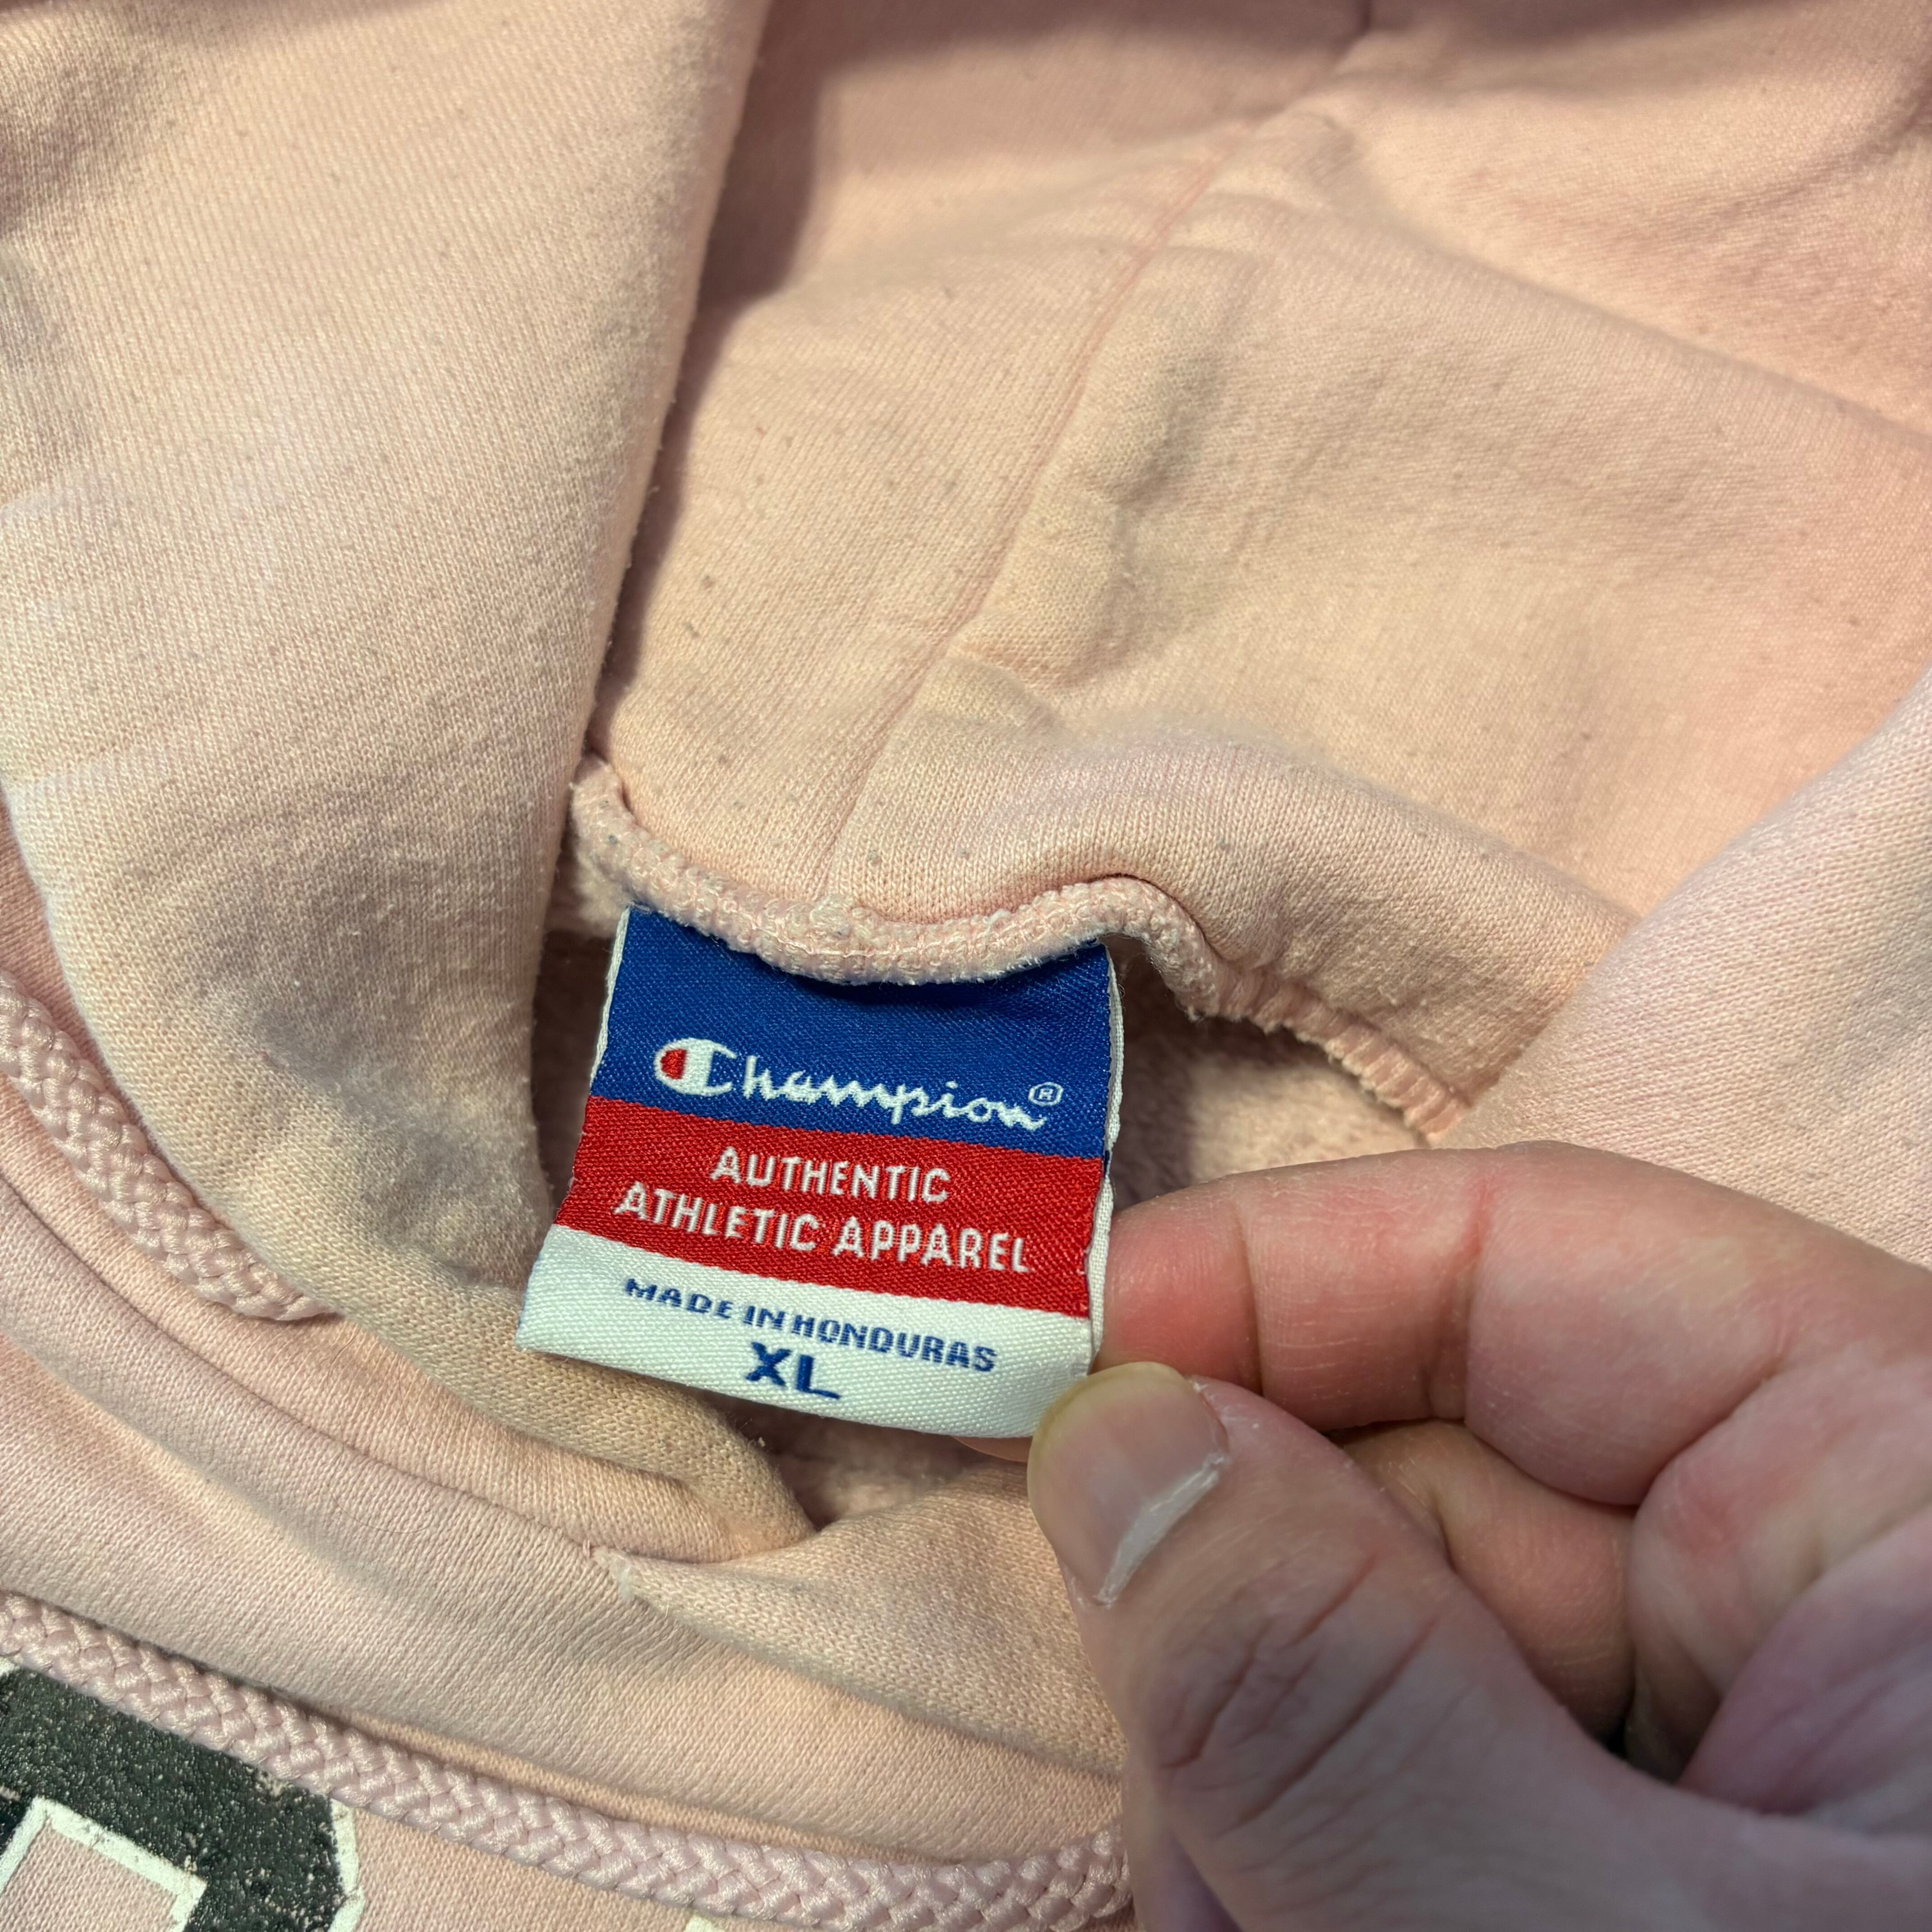 Champion®
AUTHENTIC
ATHLETIC APPAREL
MADE IN HONDURAS
XL